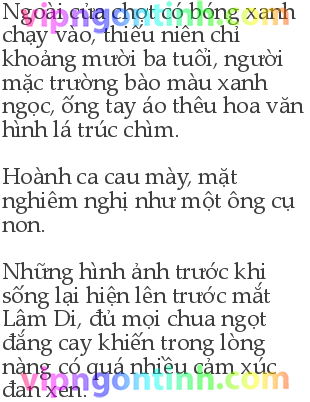 Ngoài cửa chợt có bóng xanh
chạy vào, thiếu niên chỉ
khoảng mười ba tuổi, người
mặc trường bào màu xanh
ngọc, ống tay áo thêu hoa văn
hình lá trúc chìm.
Hoành ca cau mày, mặt
nghiêm nghị như một ông cụ
non.
Những hình ảnh trước khi
sống lại hiện lên trước mắt
Lâm Di, đủ mọi chua ngọt
đắng cay khiến trong lòng
nàng có quá nhiều cảm xúc
đan xen.
vipngontinh.com
vipngontinh.com